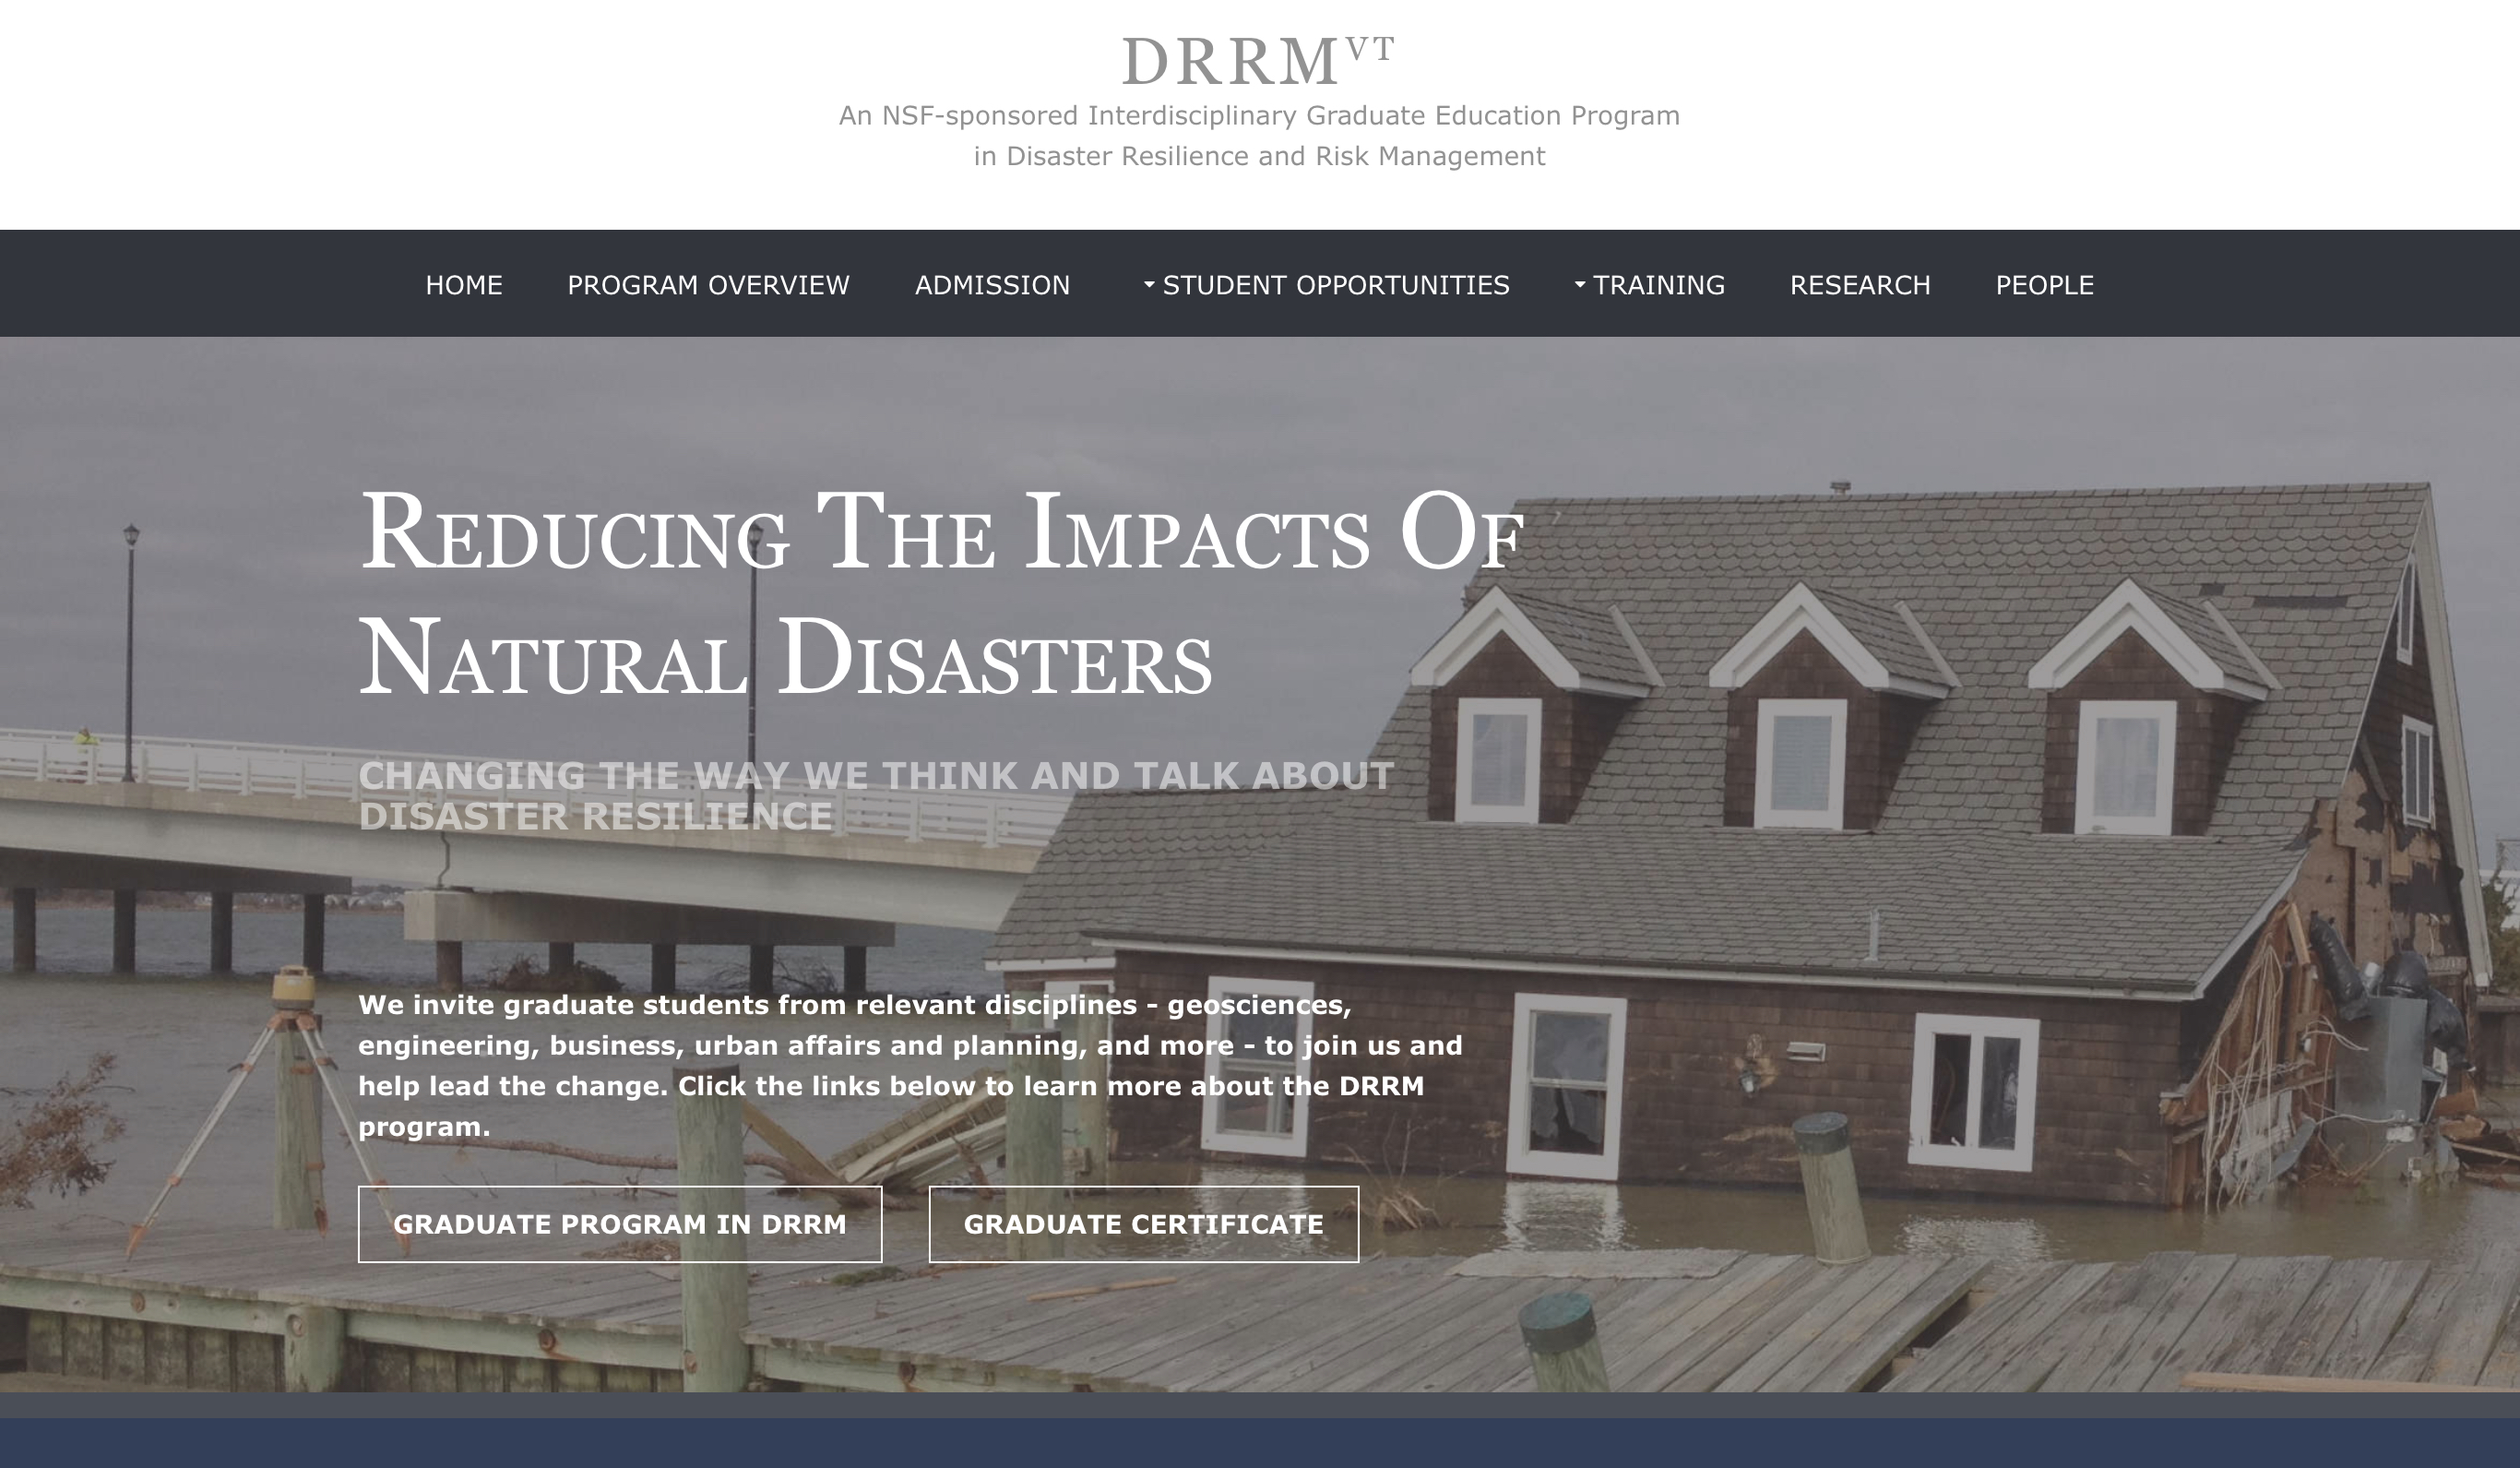 DRRMVT
An NSF-sponsored Interdisciplinary Graduate Education Program
in Disaster Resilience and Risk Management
HOME PROGRAM OVERVIEW ADMISSION STUDENT OPPORTUNITIES TRAINING RESEARCH PEOPLE
Reducing The Impacts Of
Natural Disasters
CHANGING THE WAY WE THINK AND TALK ABOUT
DISASTER RESILIENCE
We invite graduate students from relevant disciplines - geosciences,
engineering, business, urban affairs and planning, and more - to join us and
help lead the change. Click the links below to learn more about the DRRM
program.
GRADUATE PROGRAM IN DRRM GRADUATE CERTIFICATE